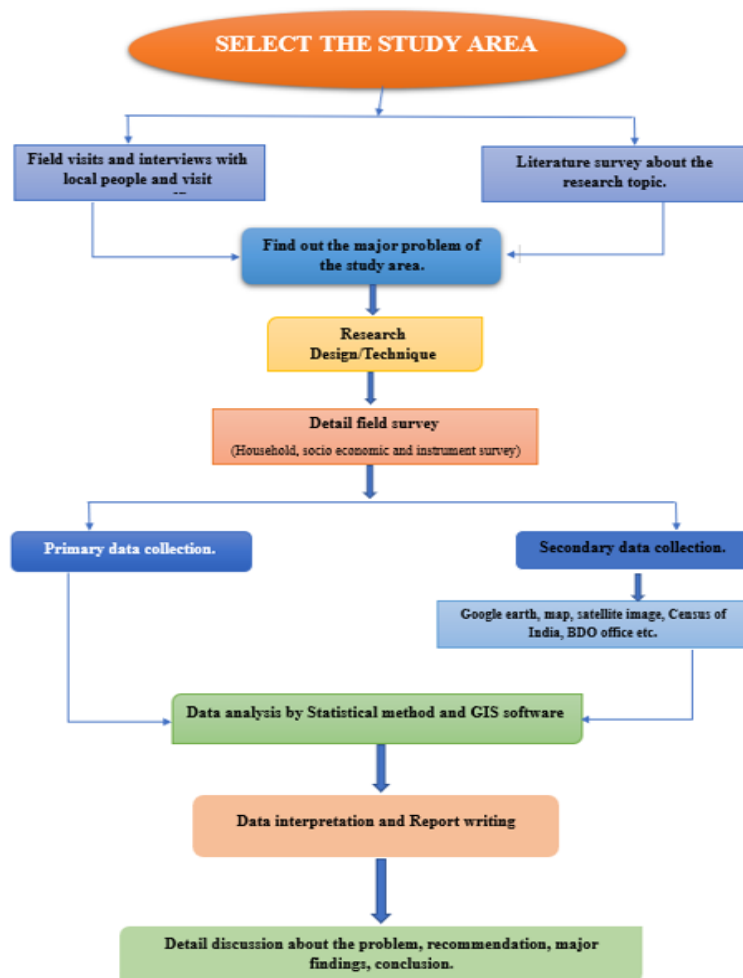 SELECT THE STUDY AREA
Field visits and interviews with
local people and visit
Literature survey about the
research topic.
Find out the major problem of
the study area.
Research
Design/Technique
Detail field survey
(Household, socio economic and instrument survey)
Primary data collection.
Secondary data collection.
Google earth, map, satellite image, Census of
India, BDO office etc.
Data analysis by Statistical method and GIS software
Data interpretation and Report writing
Detail discussion about the problem, recommendation, major
findings, conclusion.